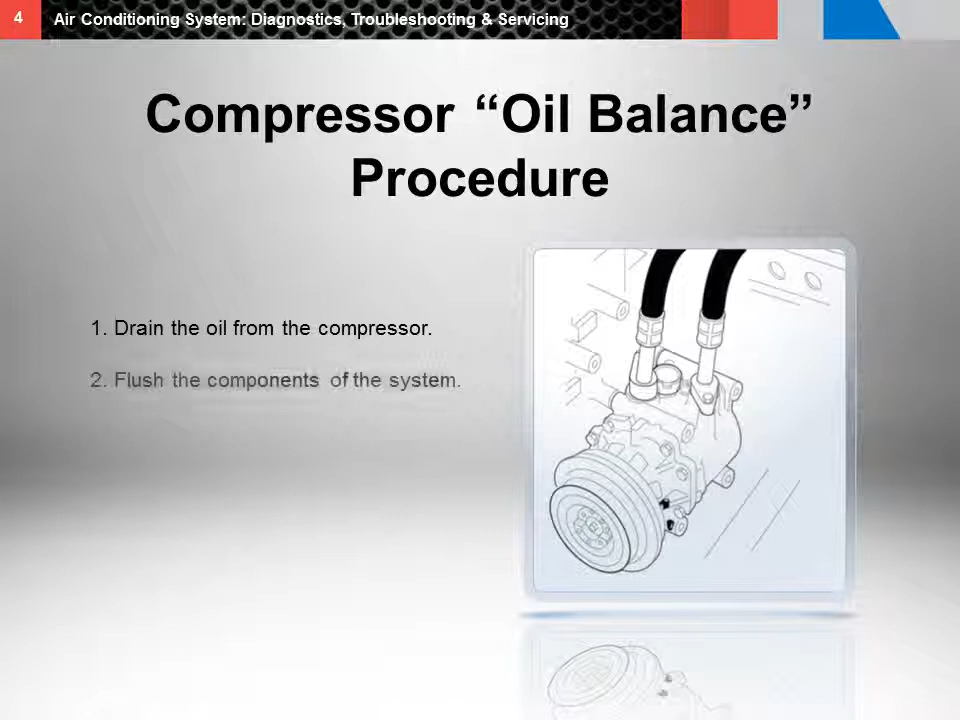 4
Air Conditioning System: Diagnostics, Troubleshooting & Servicing
Compressor “Oil Balance”
Procedure
1. Drain the oil from the compressor.
2. Flush the components of the system.